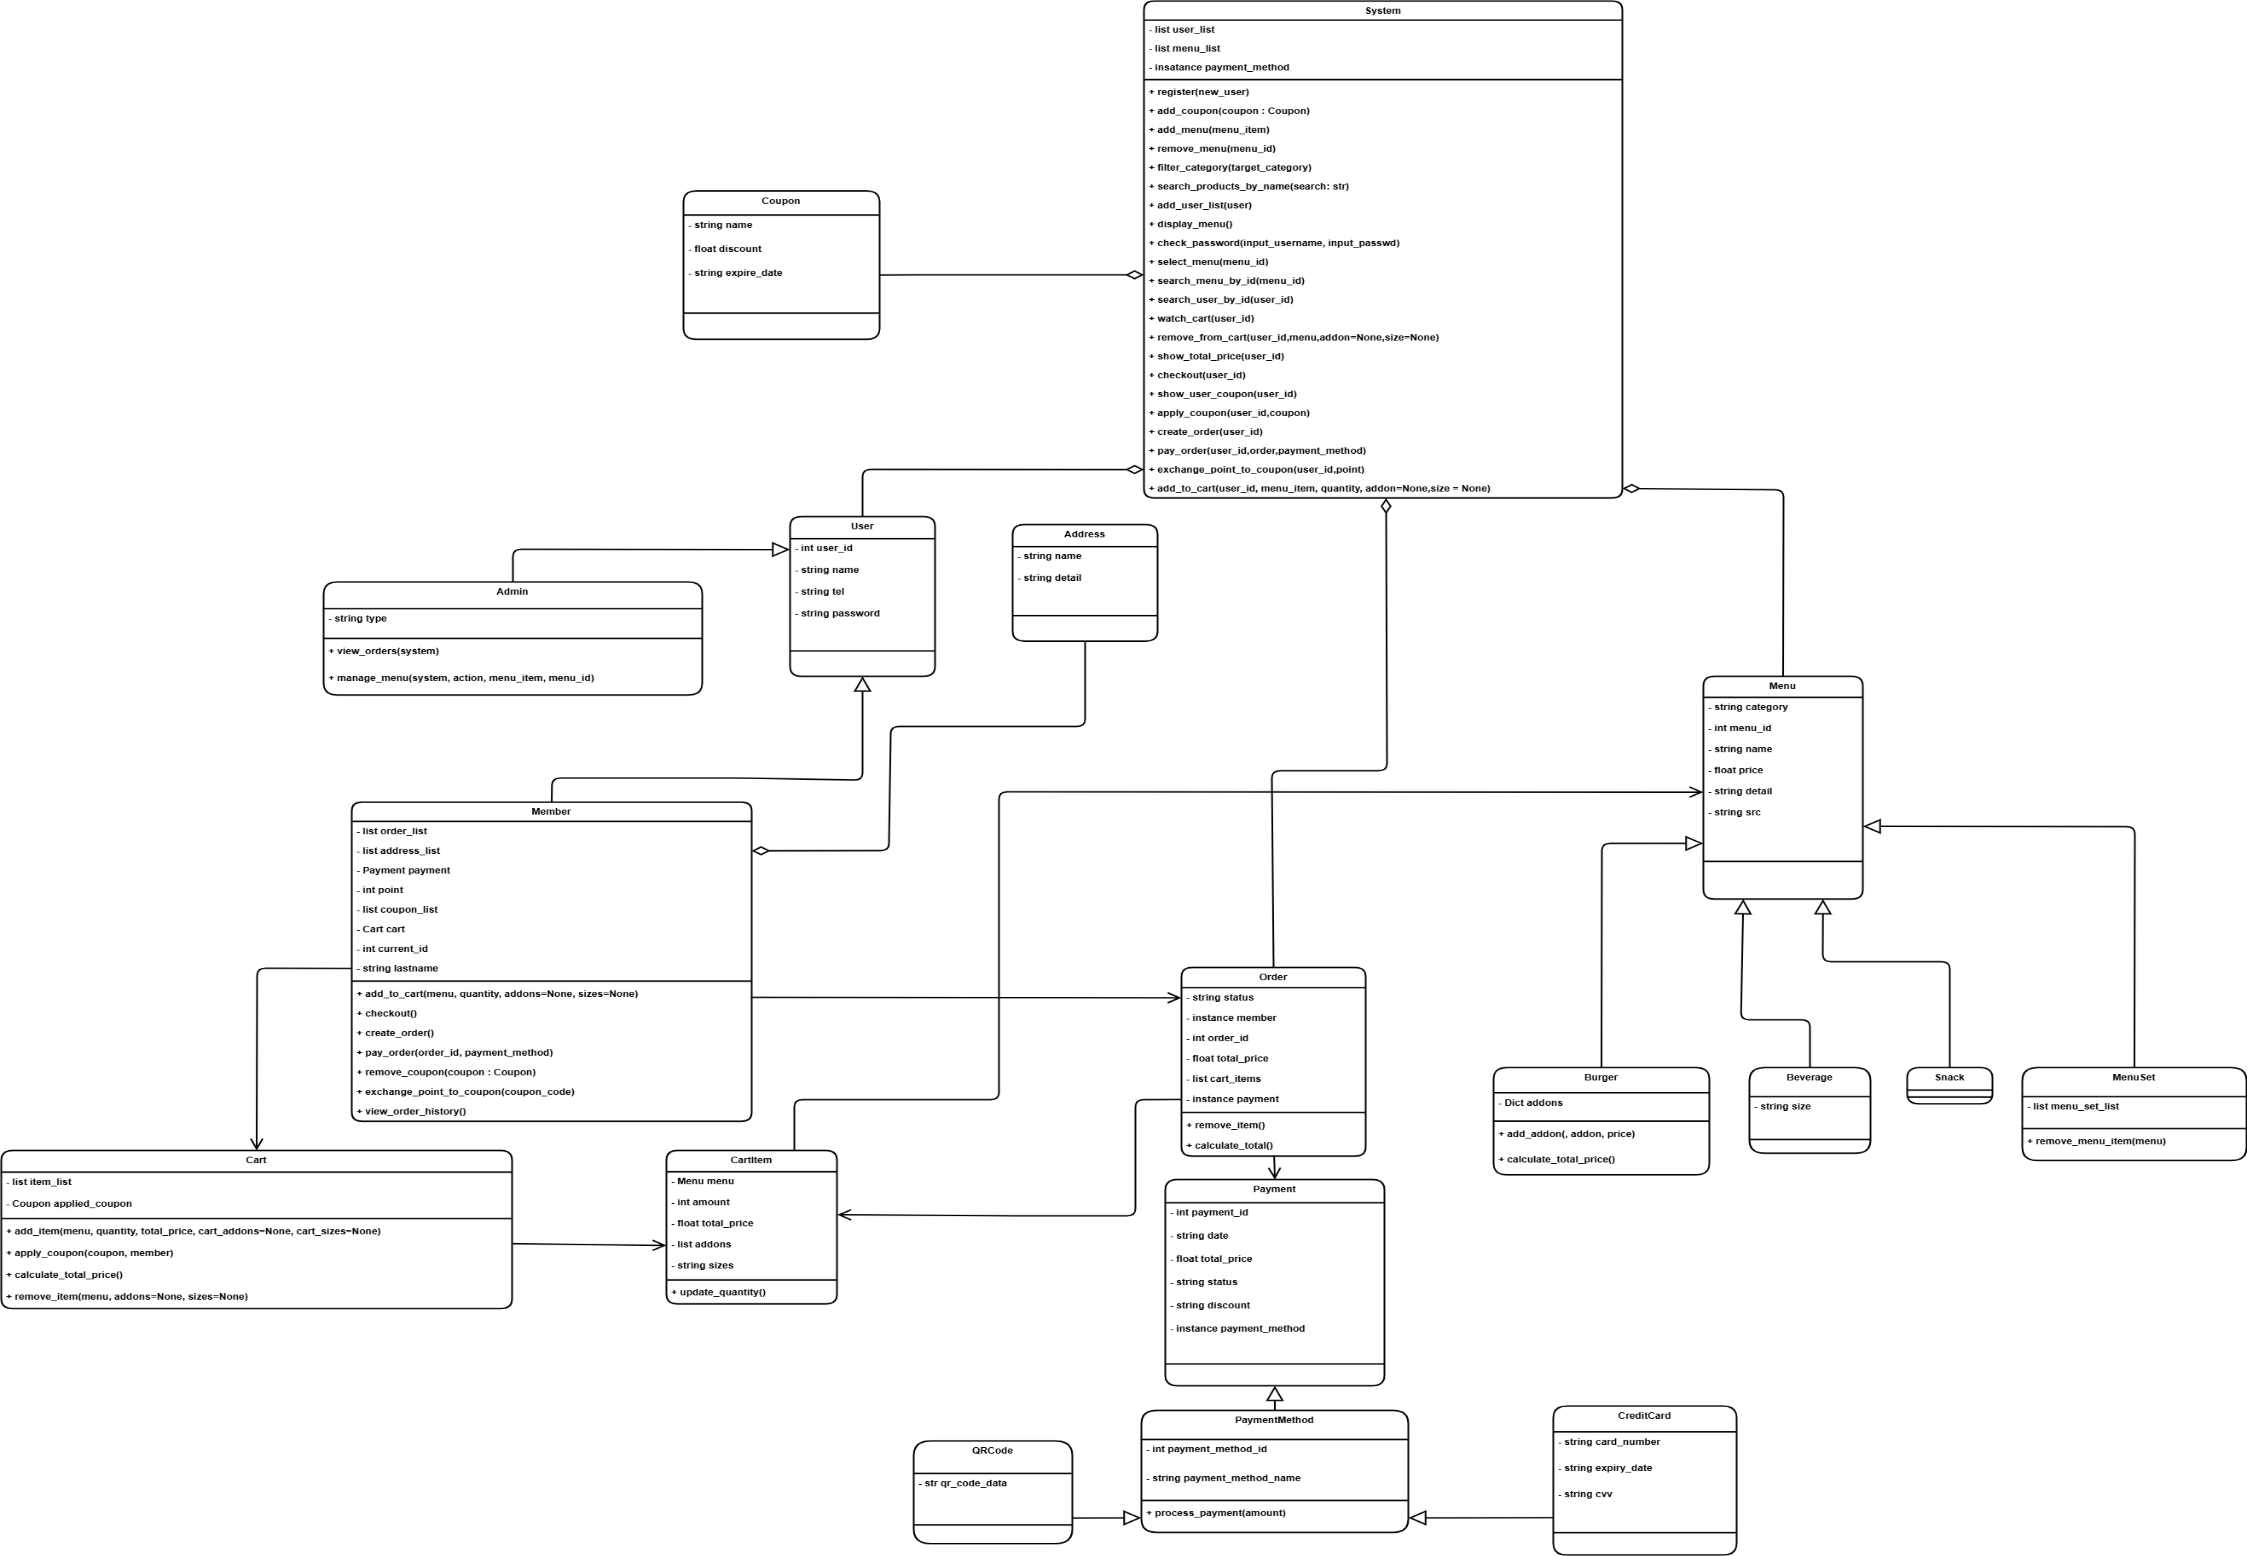 System
- list user_list
- list menu_list
- insatance payment_method
+ register(new_user)
+ add_coupon(coupon : Coupon)
+ add_menu(menu_item)
+ remove_menu(menu_id)
+ filter_category(target_category)
+ search_products_by_name(search: str)
+ add_user_list(user)
+ display_menu()
+ check_password(input_username, input_passwd)
+ select_menu(menu_id)
+ search_menu_by_id(menu_id)
+ search_user_by_id(user_id)
+ watch_cart(user_id)
+ remove_from_cart(user_id,menu,addon=None,size=None)
+ show_total_price(user_id)
+ checkout(user_id)
+ show_user_coupon(user_id)
+ apply_coupon(user_id,coupon)
+ create_order(user_id)
+ pay_order(user_id,order,payment_method)
+ exchange_point_to_coupon(user_id,point)
+ add_to_cart(user_id, menu_item, quantity, addon=None,size = None)
Coupon
- string name
- float discount
- string expire_date
User
- int user_id
- string name
- string tel
- string password
Address
- string name
- string detail
Admin
- string type
+ view_orders(system)
+ manage_menu(system, action, menu_item, menu_id)
Menu
- string category
- int menu_id
- string name
- float price
- string detail
- string src
Member
- list order_list
- list address_list
- Payment payment
- int point
- list coupon_list
- Cart cart
- int current_id
- string lastname
+ add_to_cart(menu, quantity, addons=None, sizes=None)
+ checkout()
+ create_order()
+ pay_order(order_id, payment_method)
+ remove_coupon(coupon : Coupon)
+ exchange_point_to_coupon(coupon_code)
+ view_order_history()
Order
- string status
- instance member
- int order_id
- float total_price
- list cart_items
- instance payment
+ remove_item()
+ calculate_total()
Burger
- Dict addons
+ add_addon(, addon, price)
+ calculate_total_price()
Beverage
- string size
Snack
MenuSet
- list menu_set_list
+ remove_menu_item(menu)
Cart
- list item_list
- Coupon applied_coupon
+ add_item(menu, quantity, total_price, cart_addons=None, cart_sizes=None)
+ apply_coupon(coupon, member)
+ calculate_total_price()
+ remove_item(menu, addons=None, sizes=None)
CartItem
- Menu menu
- int amount
- float total_price
- list addons
- string sizes
+ update_quantity()
Payment
- int payment_id
- string date
- float total_price
- string status
- string discount
- instance payment_method
PaymentMethod
- int payment_method_id
- string payment_method_name
+ process_payment(amount)
QRCode
- str qr_code_data
CreditCard
- string card_number
- string expiry_date
- string cvv